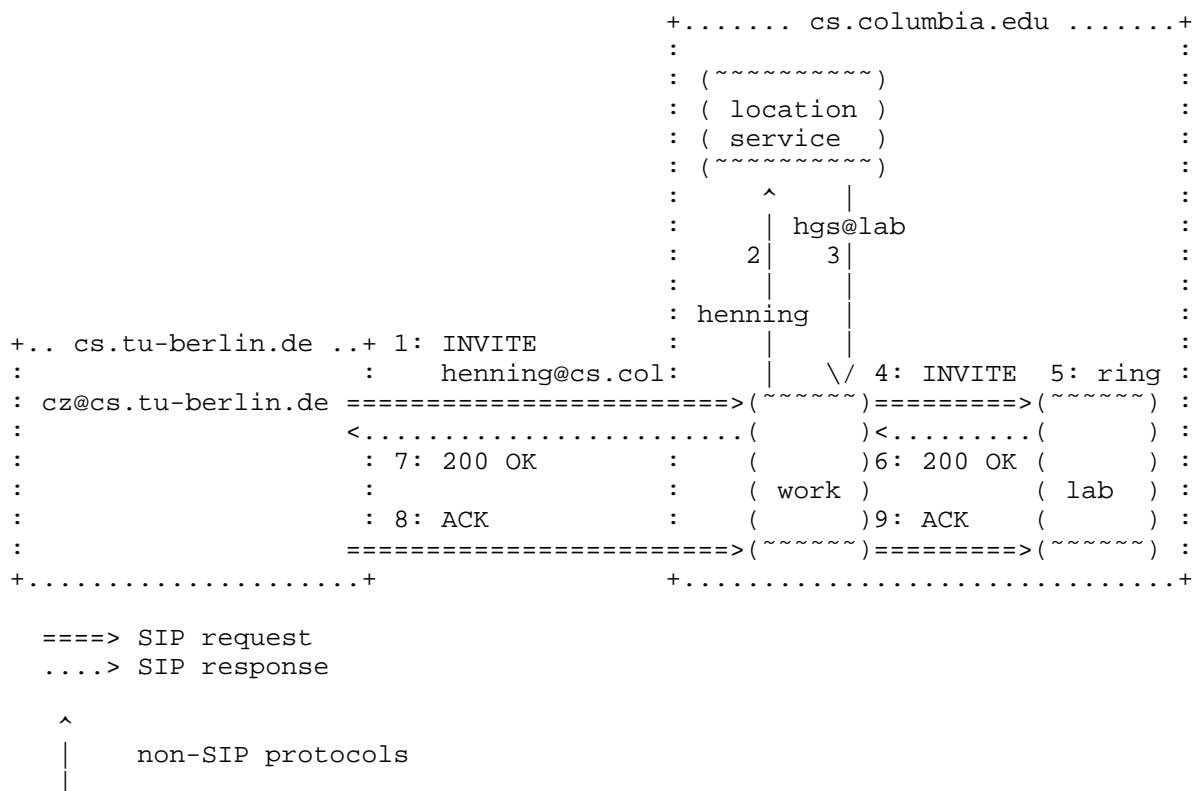 +....... cs.columbia.edu .......+
:                               :
: (~~~~~~~~~~)                  :
: ( location )                  :
: ( service  )                  :
: (~~~~~~~~~~)                  :
:     ^    |                    :
:     | hgs@lab                 :
:    2|   3|                    :
:     |    |                    :
: henning  |                    :
+.. cs.tu-berlin.de ..+ 1: INVITE         :     |    |                    :
:                     :    henning@cs.col:     |   \/ 4: INVITE  5: ring :
: cz@cs.tu-berlin.de ========================>(~~~~~~)=========>(~~~~~~) :
:                    <........................(      )<.........(      ) :
:                     : 7: 200 OK        :    (      )6: 200 OK (      ) :
:                     :                  :    ( work )          ( lab  ) :
:                     : 8: ACK           :    (      )9: ACK    (      ) :
:                    ========================>(~~~~~~)=========>(~~~~~~) :
+.....................+                  +...............................+
====> SIP request
....> SIP response
^
|    non-SIP protocols
|